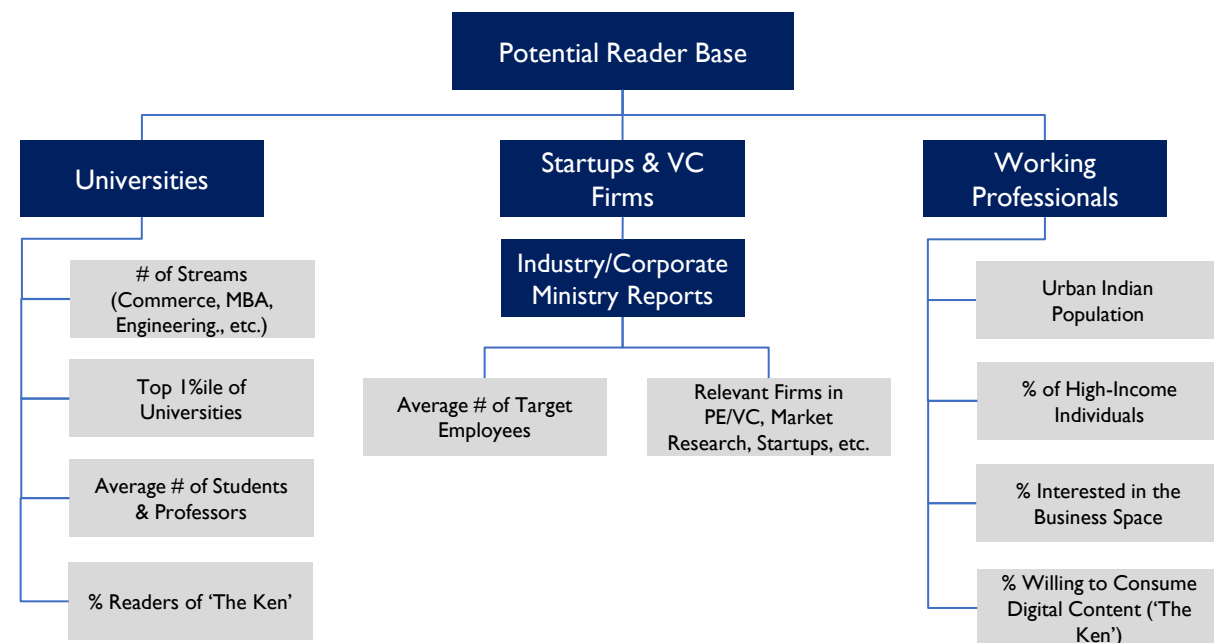 Potential Reader Base
Universities
# of Streams
(Commerce, MBA,
Engineering., etc.)
Top 1%ile of
Universities
Average # of Students
& Professors
% Readers of ‘The Ken’
Startups & VC
Firms
Industry/Corporate
Ministry Reports
Average # of Target
Employees
Relevant Firms in
PE/VC, Market
Research, Startups, etc.
Working
Professionals
Urban Indian
Population
% of High-Income
Individuals
% Interested in the
Business Space
% Willing to Consume
Digital Content (‘The
Ken’)